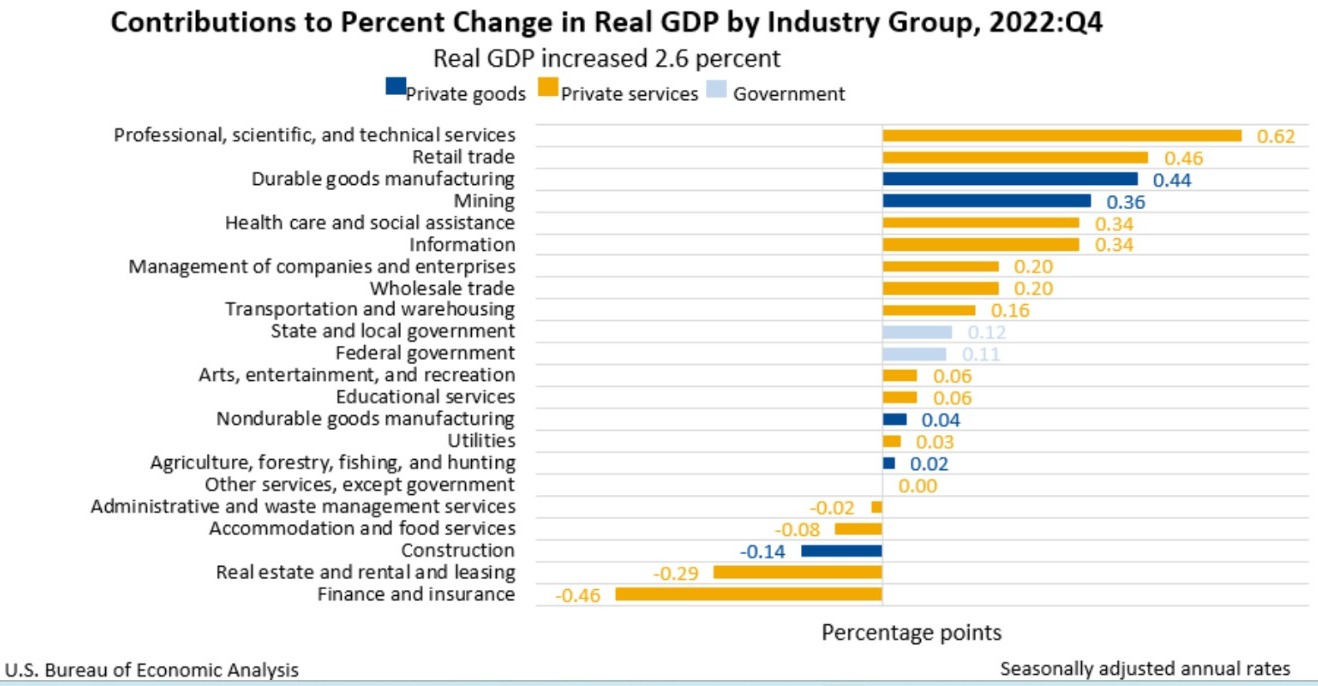 Contributions to Percent Change in Real GDP by Industry Group, 2022:Q4
Real GDP increased 2.6 percent
Private goods Private services Government
Professional, scientific, and technical services 0.62
Retail trade 0.46
Durable goods manufacturing 0.44
Mining 0.36
Health care and social assistance 0.34
Information 0.34
Management of companies and enterprises 0.20
Wholesale trade 0.20
Transportation and warehousing 0.16
State and local government 0.12
Federal government 0.11
Arts, entertainment, and recreation 0.06
Educational services 0.06
Nondurable goods manufacturing 0.04
Utilities 0.03
Agriculture, forestry, fishing, and hunting 0.02
Other services, except government 0.00
Administrative and waste management services -0.02
Accommodation and food services -0.08
Construction -0.14
Real estate and rental and leasing -0.29
Finance and insurance -0.46
Percentage points
U.S. Bureau of Economic Analysis Seasonally adjusted annual rates